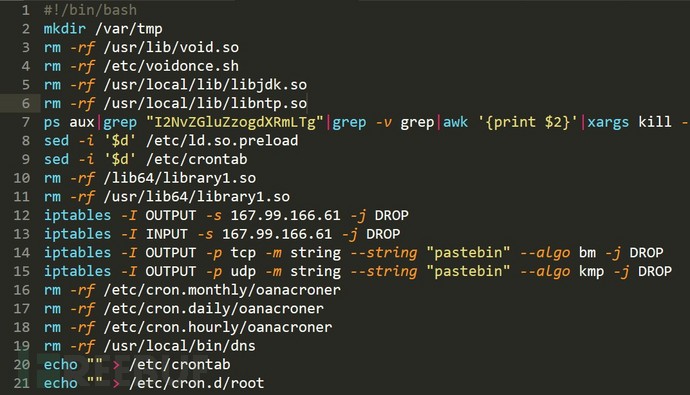 1 #!/bin/bash
2 mkdir /var/tmp
3 rm -rf /usr/lib/void.so
4 rm -rf /etc/voidonce.sh
5 rm -rf /usr/local/lib/libjdk.so
6 rm -rf /usr/local/lib/libntp.so
7 ps aux|grep "I2NvZGluZzogdXRmLTg"|grep -v grep|awk '{print $2}'|xargs kill -
8 sed -i '$d' /etc/ld.so.preload
9 sed -i '$d' /etc/crontab
10 rm -rf /lib64/library1.so
11 rm -rf /usr/lib64/library1.so
12 iptables -I OUTPUT -s 167.99.166.61 -j DROP
13 iptables -I INPUT -s 167.99.166.61 -j DROP
14 iptables -I OUTPUT -p tcp -m string --string "pastebin" --algo bm -j DROP
15 iptables -I OUTPUT -p udp -m string --string "pastebin" --algo kmp -j DROP
16 rm -rf /etc/cron.monthly/oanacroner
17 rm -rf /etc/cron.daily/oanacroner
18 rm -rf /etc/cron.hourly/oanacroner
19 rm -rf /usr/local/bin/dns
20 echo "" > /etc/crontab
21 echo "" > /etc/cron.d/root